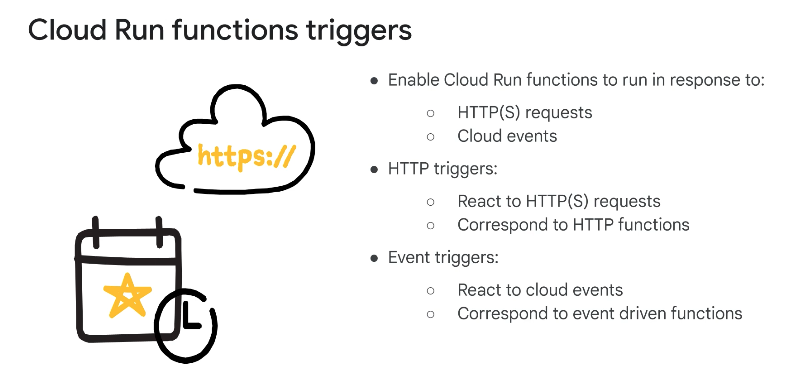 Cloud Run functions triggers
https://
● Enable Cloud Run functions to run in response to:
○ HTTP(S) requests
○ Cloud events
● HTTP triggers:
○ React to HTTP(S) requests
○ Correspond to HTTP functions
● Event triggers:
○ React to cloud events
○ Correspond to event driven functions